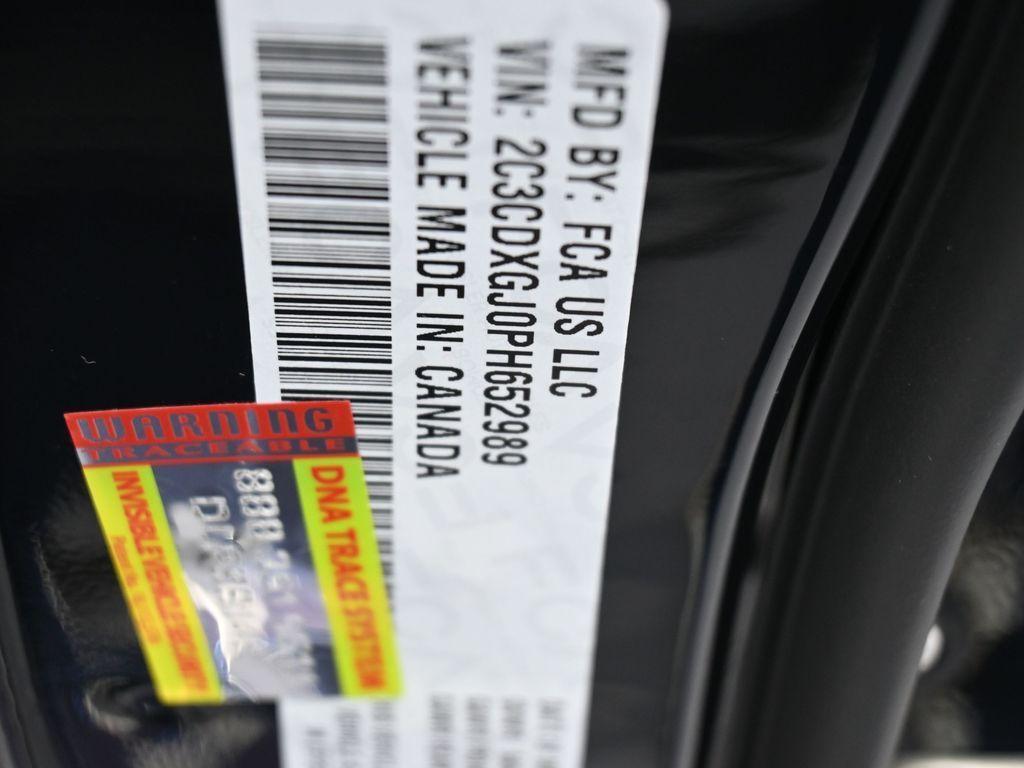 MFD BY: FCA US LLC
VIN: 2C3CDXGJ0PH652989
VEHICLE MADE IN: CANADA
WARNING
TRACEABLE
DNA TRACE SYSTEM
INVISIBLE VEHICLE SECURITY